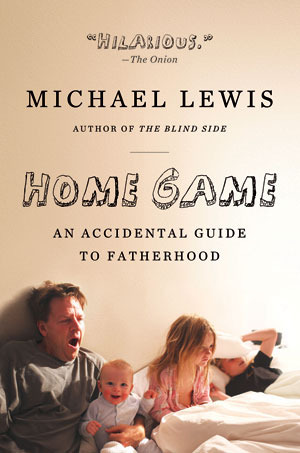 “HILARIOUS.”
—The Onion
MICHAEL LEWIS
AUTHOR OF THE BLIND SIDE
HOME GAME
AN ACCIDENTAL GUIDE
TO FATHERHOOD